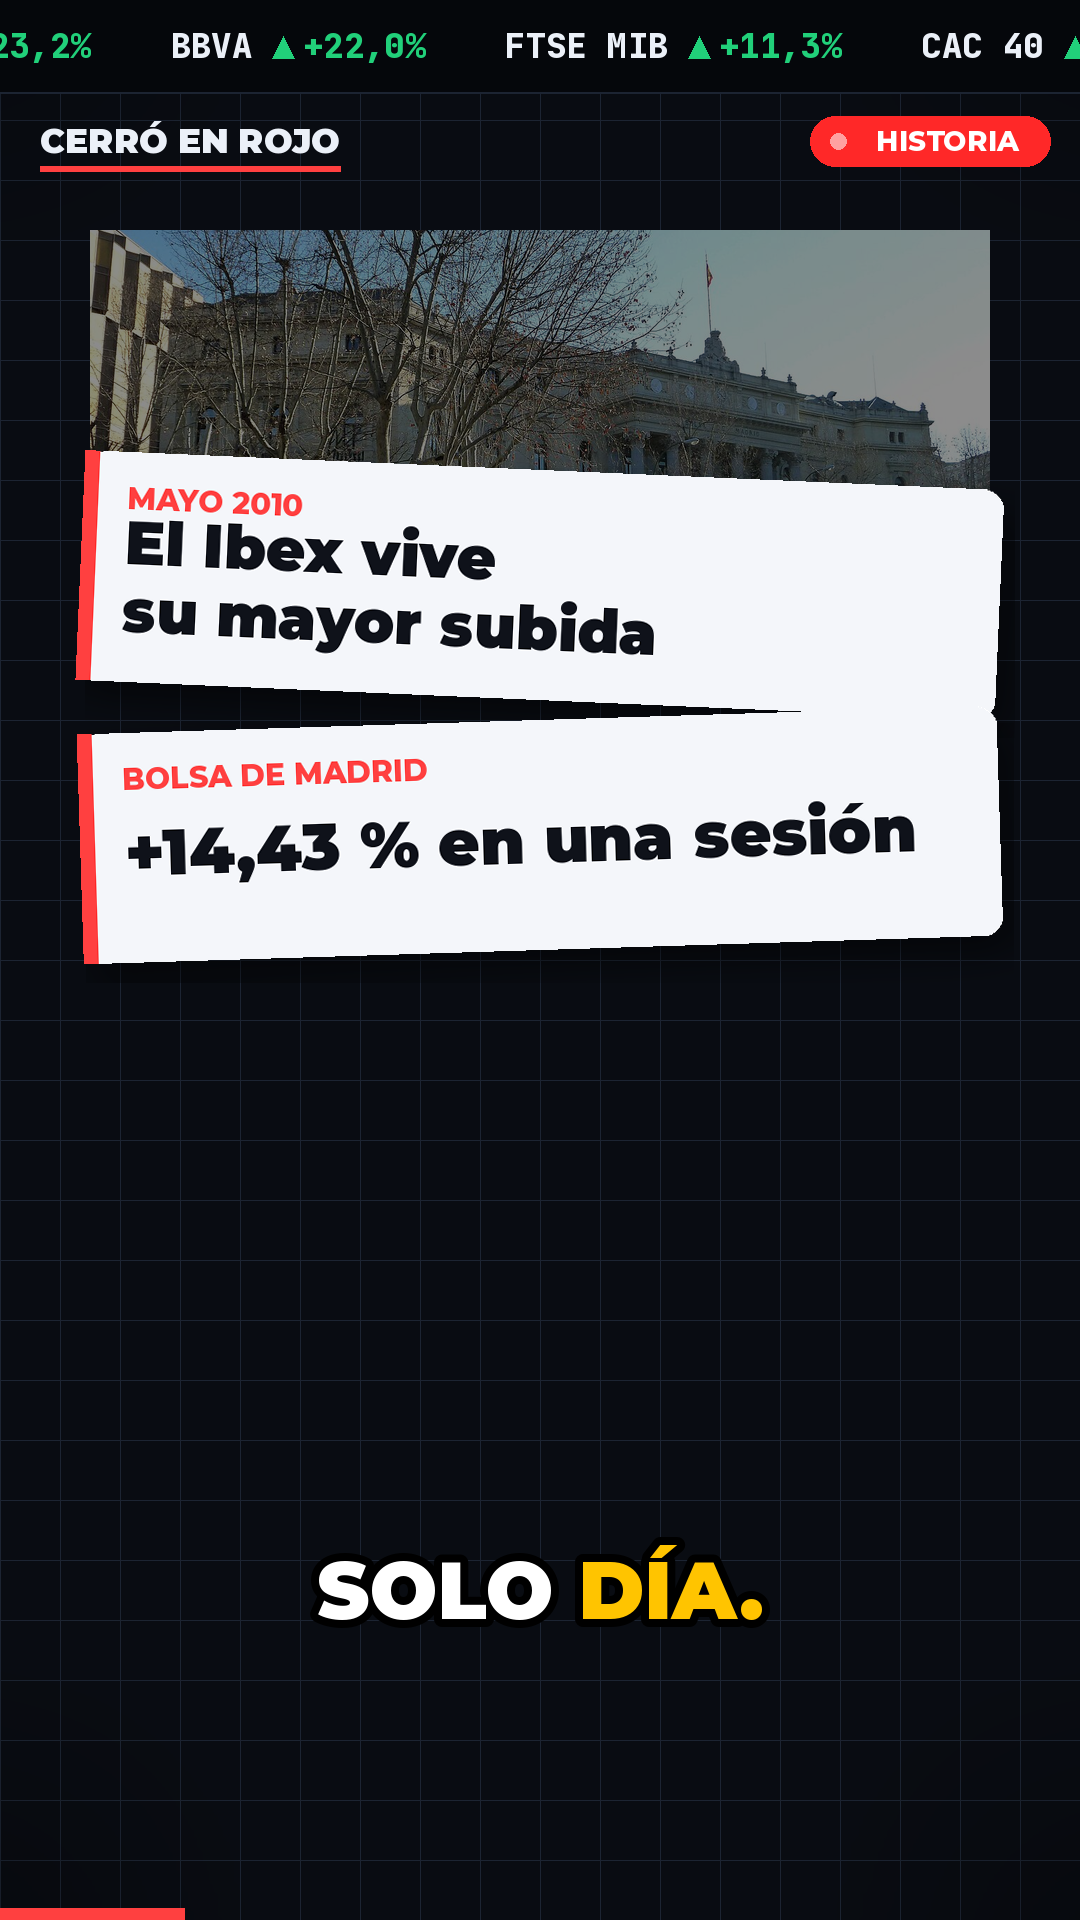 23,2% BBVA ▲+22,0% FTSE MIB ▲+11,3% CAC 40 ▲
CERRÓ EN ROJO
HISTORIA
MAYO 2010
El Ibex vive
su mayor subida
BOLSA DE MADRID
+14,43 % en una sesión
SOLO DÍA.